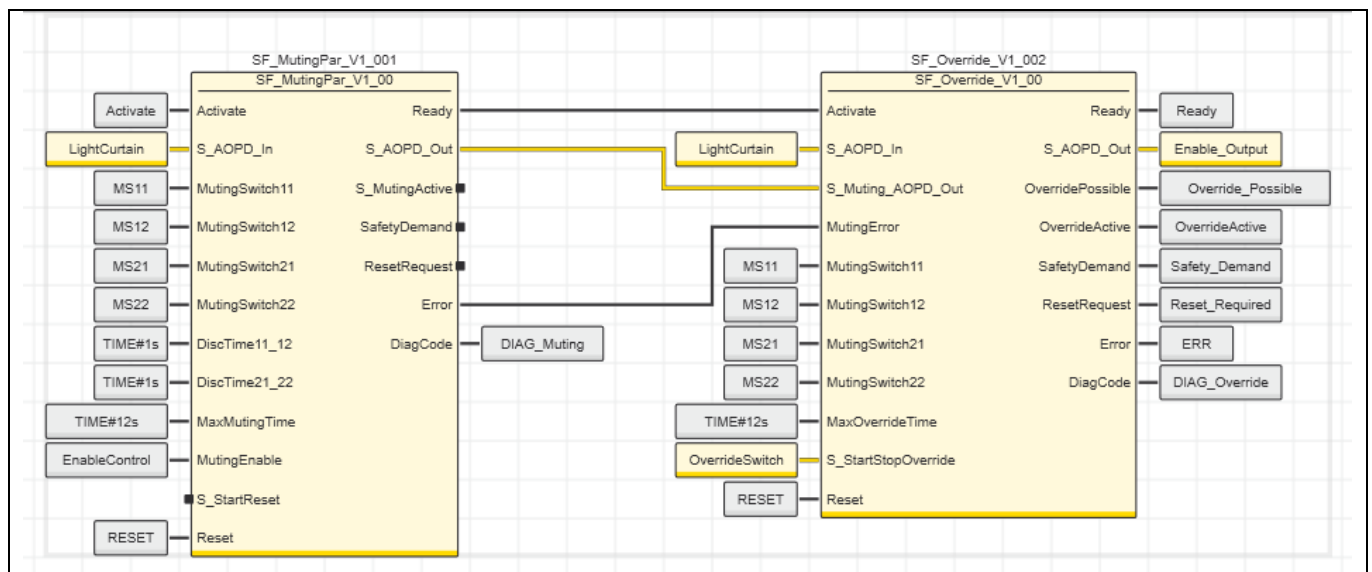 SF_MutingPar_V1_001
SF_MutingPar_V1_00
Activate Activate Ready
LightCurtain S_AOPD_In S_AOPD_Out
MS11 MutingSwitch11 S_MutingActive
MS12 MutingSwitch12 SafetyDemand
MS21 MutingSwitch21 ResetRequest
MS22 MutingSwitch22 Error
TIME#1s DiscTime11_12 DiagCode DIAG_Muting
TIME#1s DiscTime21_22
TIME#12s MaxMutingTime
EnableControl MutingEnable
S_StartReset
RESET Reset
SF_Override_V1_002
SF_Override_V1_00
Activate Ready Ready
LightCurtain S_AOPD_In S_AOPD_Out Enable_Output
S_Muting_AOPD_Out OverridePossible Override_Possible
MutingError OverrideActive OverrideActive
MS11 MutingSwitch11 SafetyDemand Safety_Demand
MS12 MutingSwitch12 ResetRequest Reset_Required
MS21 MutingSwitch21 Error ERR
MS22 MutingSwitch22 DiagCode DIAG_Override
TIME#12s MaxOverrideTime
OverrideSwitch S_StartStopOverride
RESET Reset